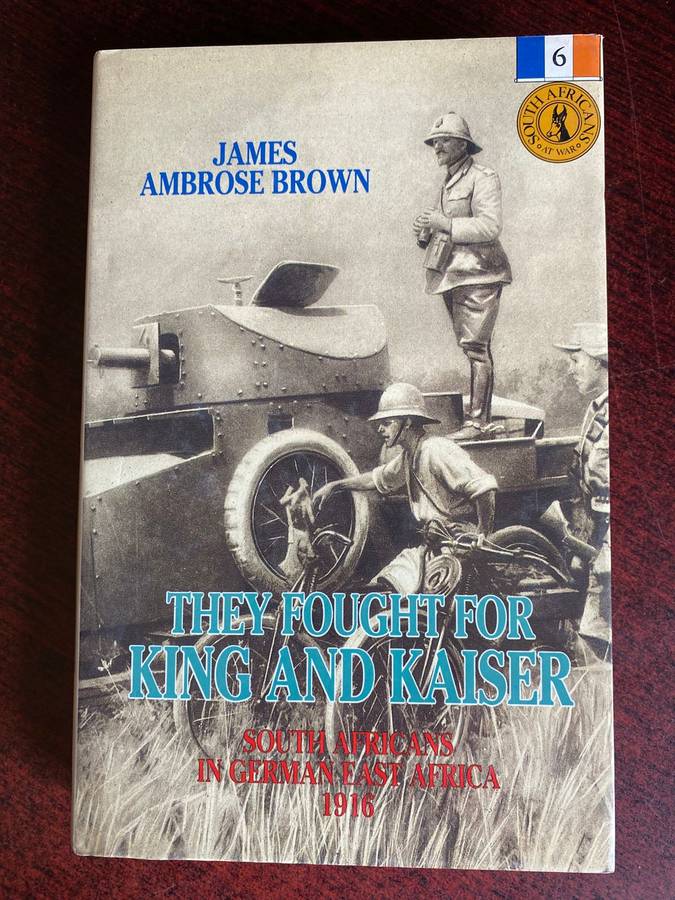 6
SOUTH AFRICANS
AT WAR
JAMES
AMBROSE BROWN
THEY FOUGHT FOR
KING AND KAISER
SOUTH AFRICANS
IN GERMAN EAST AFRICA
1916